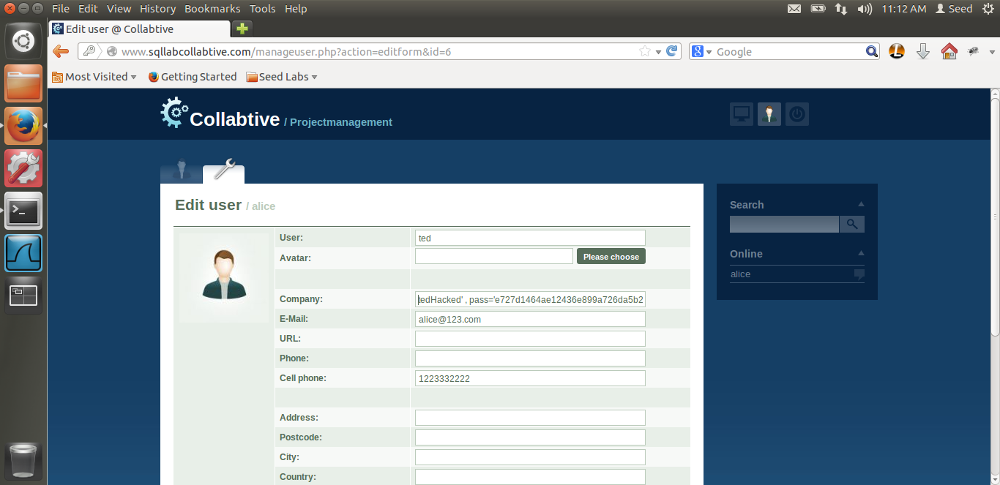 File Edit View History Bookmarks Tools Help 11:12 AM Seed
Edit user @ Collabtive
www.sqllabcollabtive.com/manageuser.php?action=editform&id=6 Google
Most Visited Getting Started Seed Labs
Collabtive / Projectmanagement
Edit user / alice
Search
User: ted
Avatar: Please choose
Online
alice
Company: tedHacked' , pass='e727d1464ae12436e899a726da5b2
E-Mail: alice@123.com
URL:
Phone:
Cell phone: 1223332222
Address:
Postcode:
City:
Country: